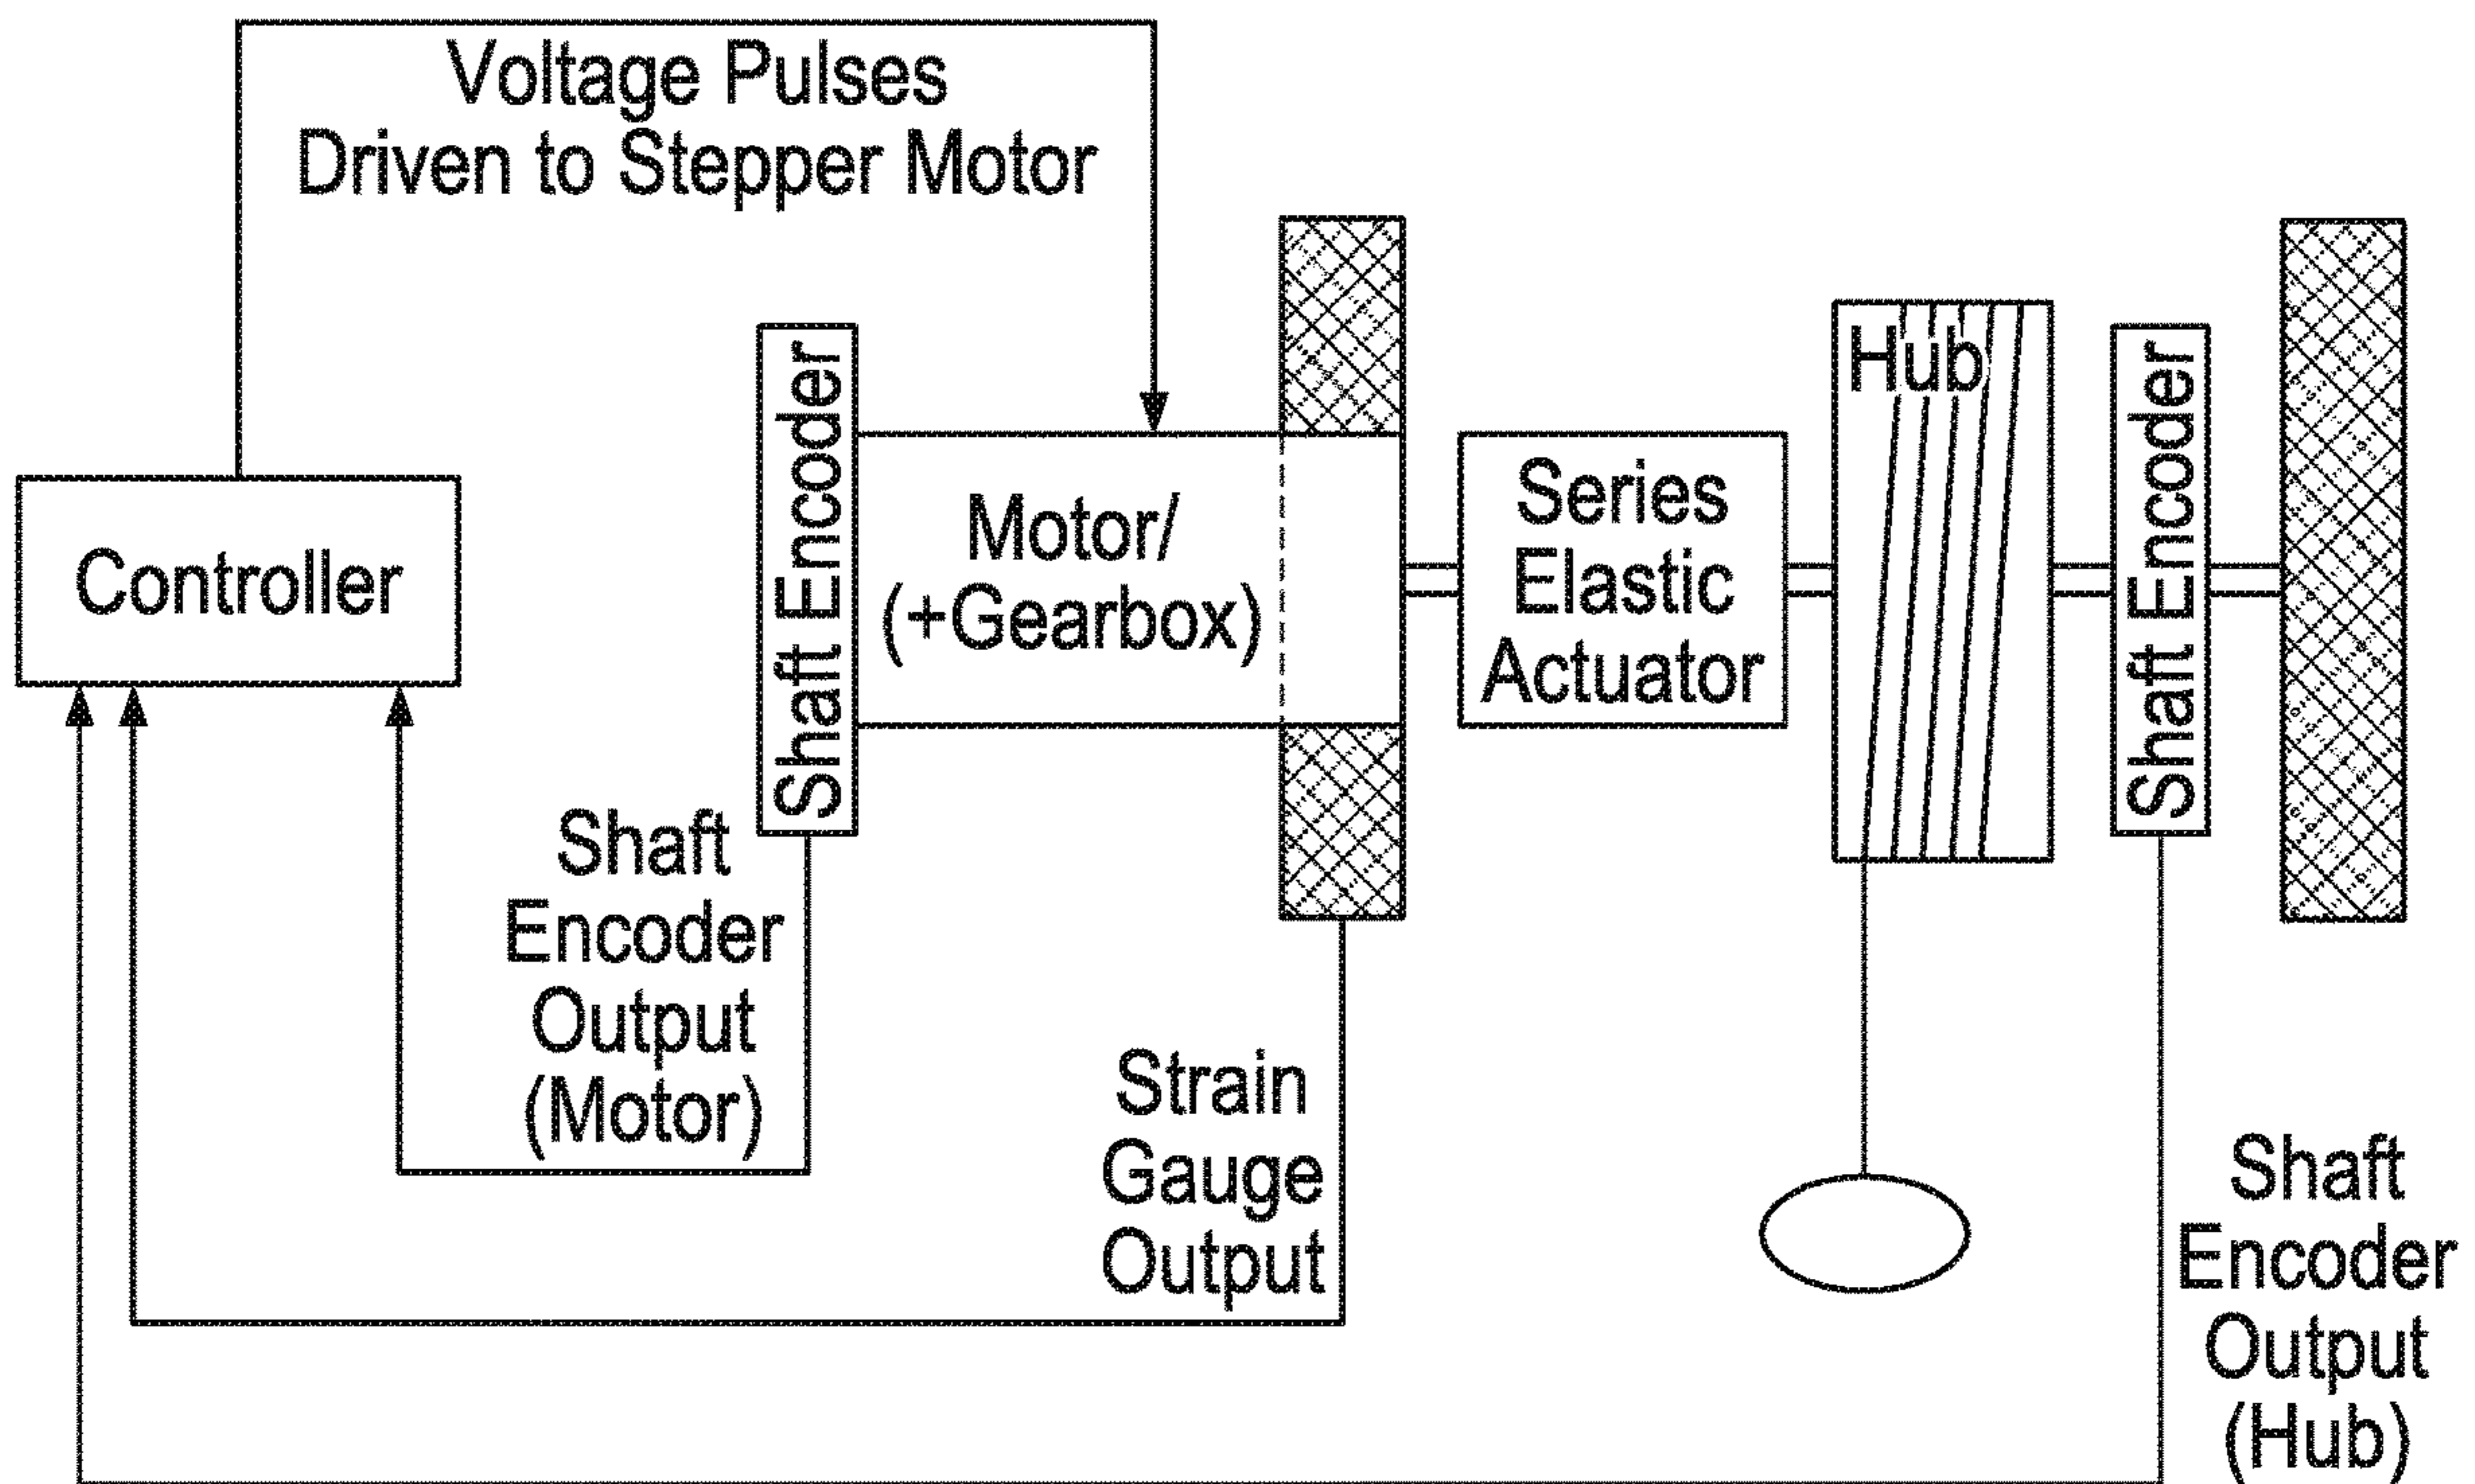 Voltage Pulses
Driven to Stepper Motor
Controller
Shaft Encoder
Motor/
(+Gearbox)
Series
Elastic
Actuator
Hub
Shaft Encoder
Shaft
Encoder
Output
(Motor)
Strain
Gauge
Output
Shaft
Encoder
Output
(Hub)